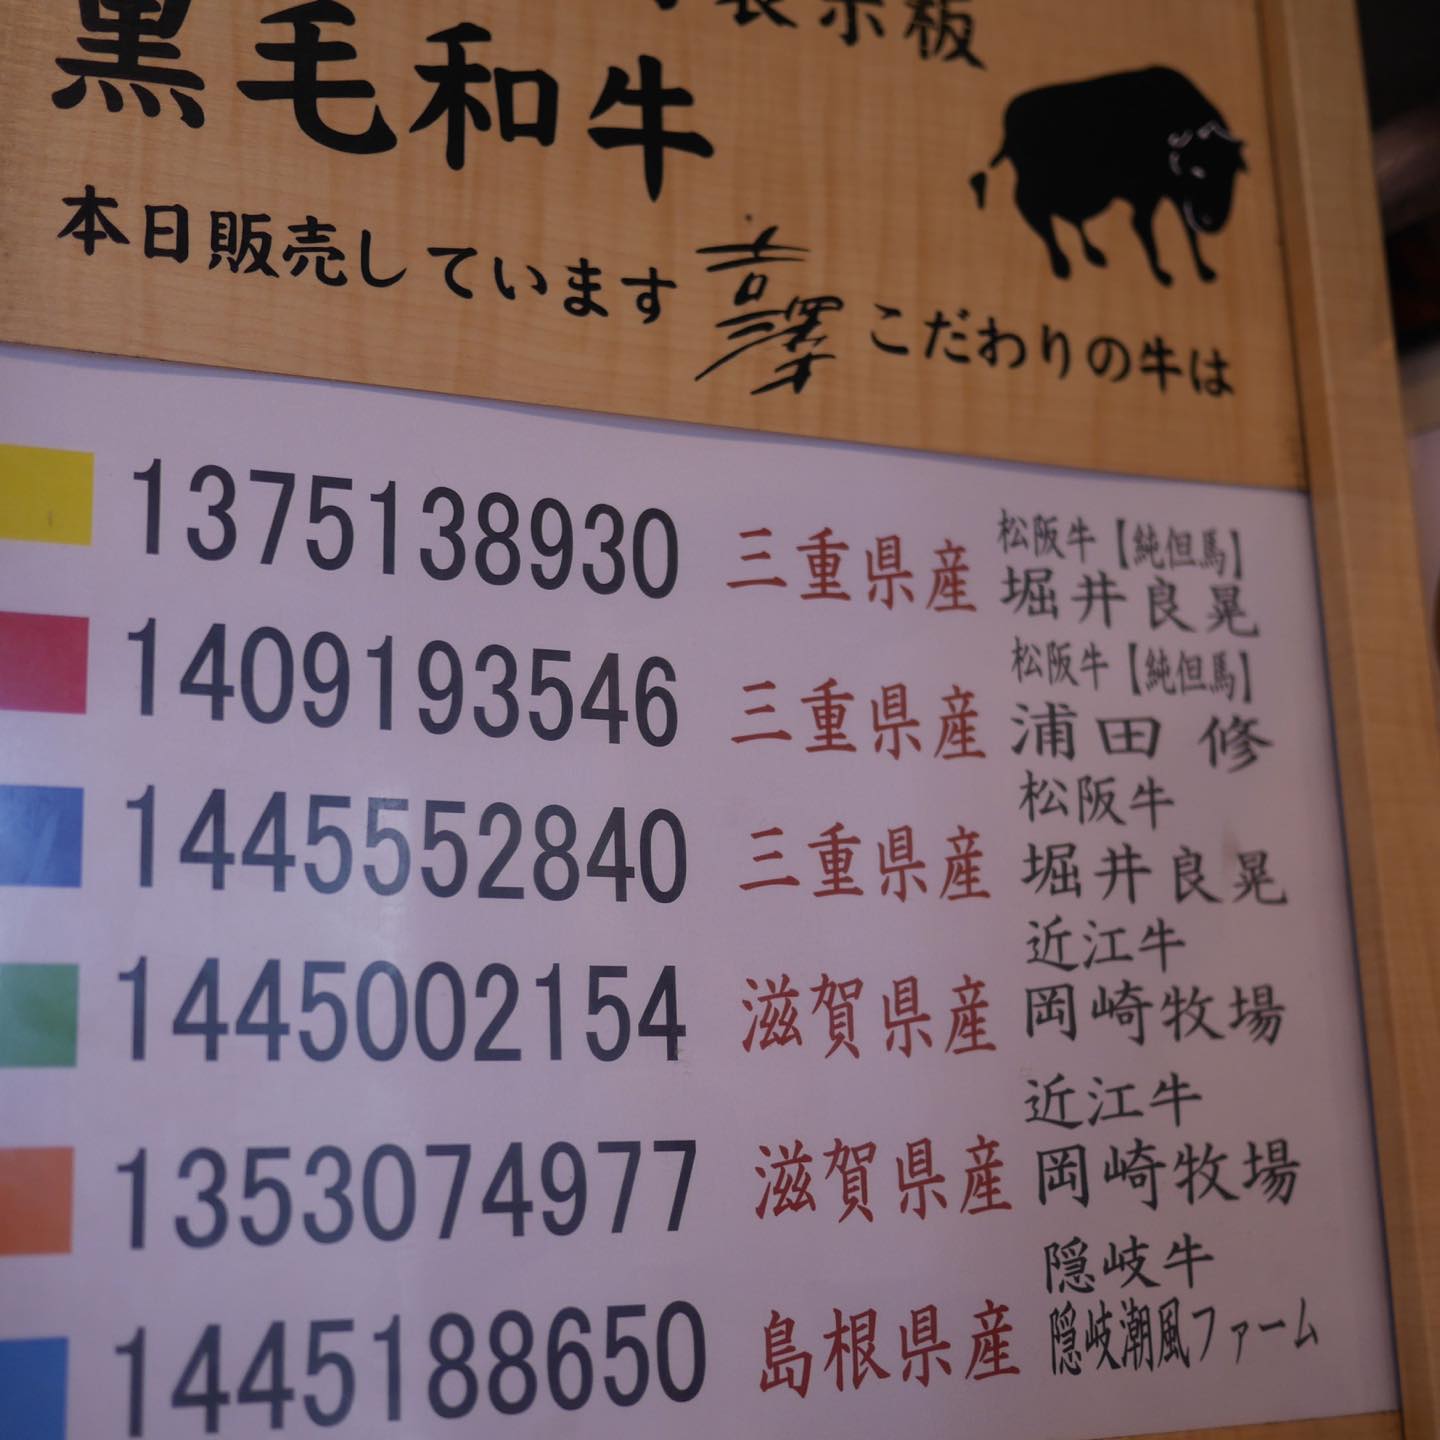 表示板
黒毛和牛
本日販売しています 吉澤 こだわりの牛は
1375138930 三重県産 松阪牛【純但馬】
堀井良晃
1409193546 三重県産 松阪牛【純但馬】
浦田 修
1445552840 三重県産 松阪牛
堀井良晃
1445002154 滋賀県産 近江牛
岡崎牧場
1353074977 滋賀県産 近江牛
岡崎牧場
1445188650 島根県産 隠岐牛
隠岐潮風ファーム